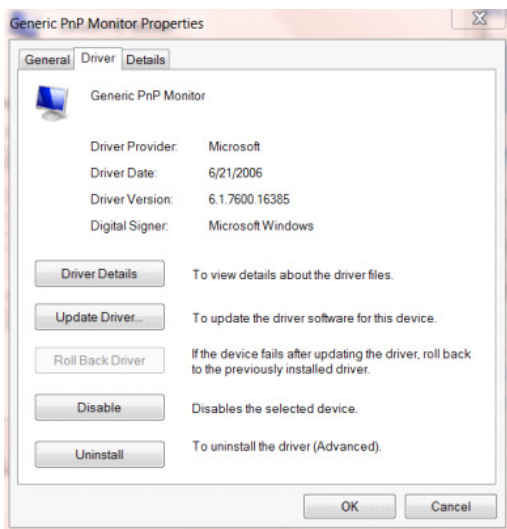 Generic PnP Monitor Properties
General Driver Details
Generic PnP Monitor
Driver Provider: Microsoft
Driver Date: 6/21/2006
Driver Version: 6.1.7600.16385
Digital Signer: Microsoft Windows
Driver Details To view details about the driver files.
Update Driver... To update the driver software for this device.
Roll Back Driver If the device fails after updating the driver, roll back
to the previously installed driver.
Disable Disables the selected device.
Uninstall To uninstall the driver (Advanced).
OK Cancel